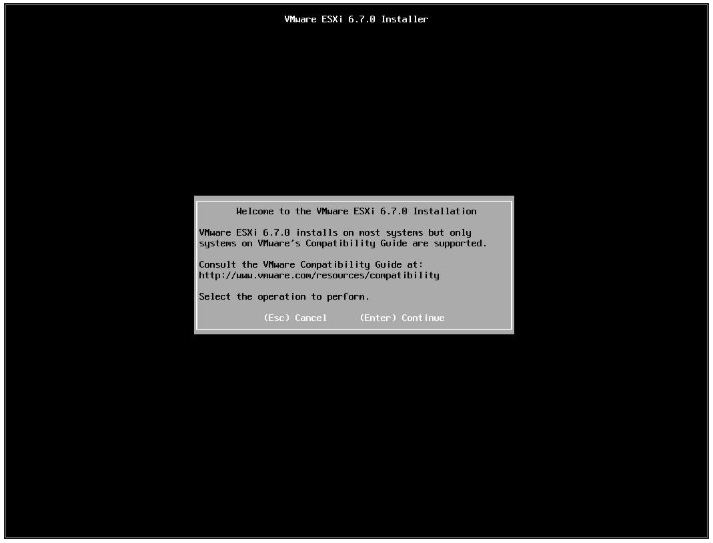 VMware ESXi 6.7.0 Installer
Welcome to the VMware ESXi 6.7.0 Installation
VMware ESXi 6.7.0 installs on most systems but only
systems on VMware's Compatibility Guide are supported.
Consult the VMware Compatibility Guide at:
http://www.vmware.com/resources/compatibility
Select the operation to perform.
(Esc) Cancel (Enter) Continue